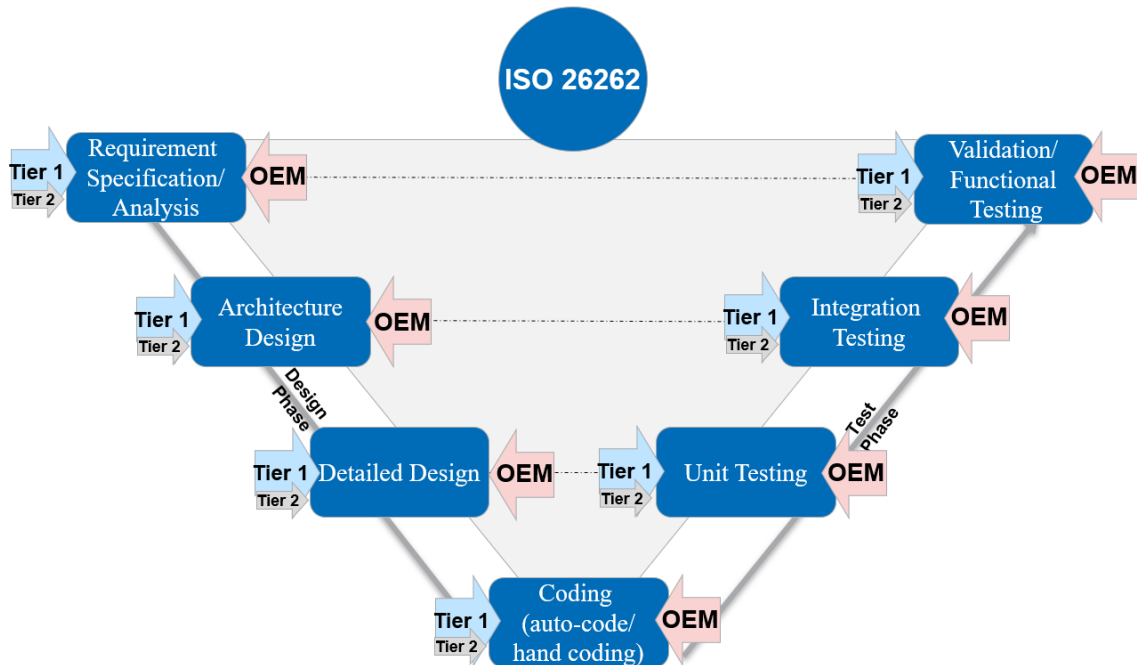 ISO 26262
Tier 1
Tier 2
Requirement
Specification/
Analysis
OEM
Tier 1
Tier 2
Validation/
Functional
Testing
OEM
Tier 1
Tier 2
Architecture
Design
OEM
Tier 1
Tier 2
Integration
Testing
OEM
Design
Phase
Test
Phase
Tier 1
Tier 2
Detailed Design
OEM
Tier 1
Tier 2
Unit Testing
OEM
Tier 1
Tier 2
Coding
(auto-code/
hand coding)
OEM